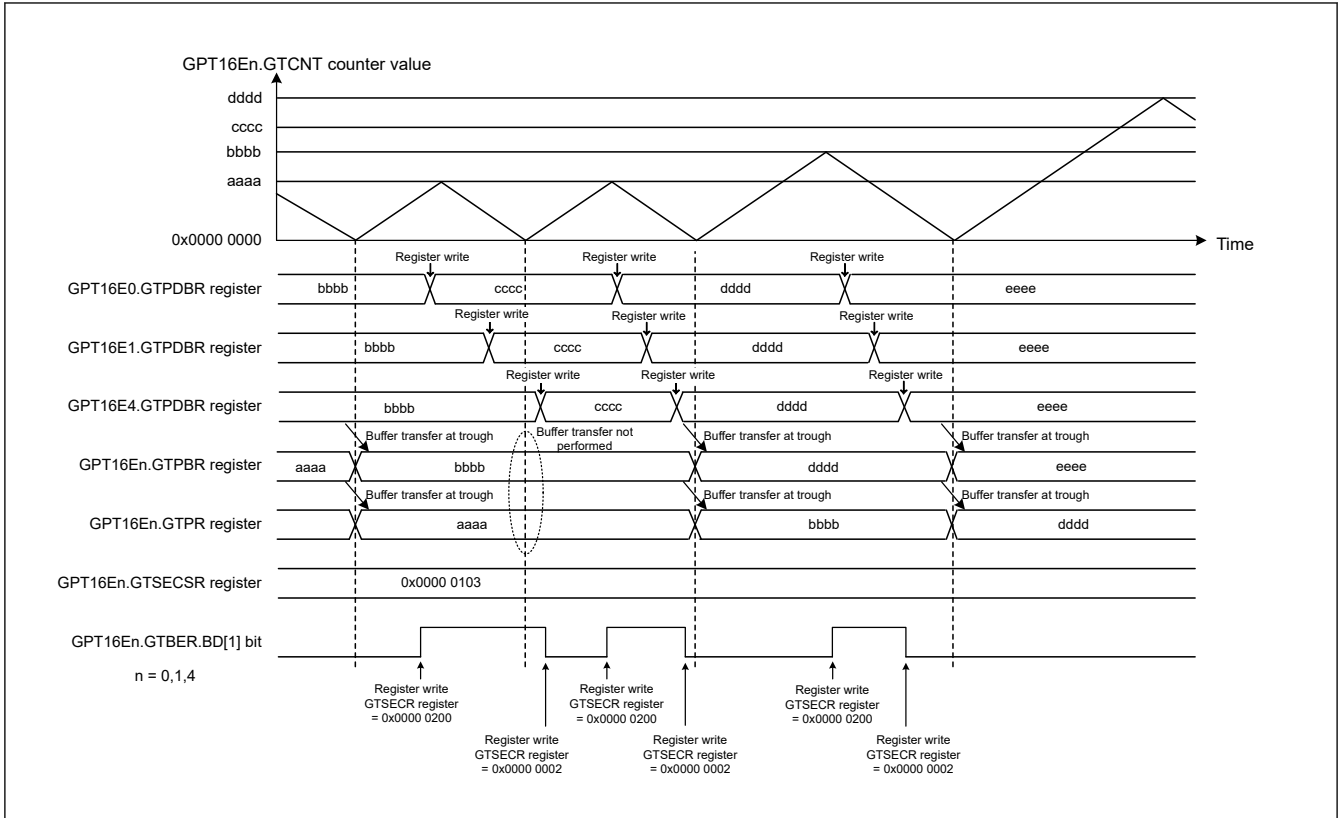 GPT16En.GTCNT counter value
dddd
cccc
bbbb
aaaa
0x0000 0000
Time
Register write Register write Register write
GPT16E0.GTPDBR register bbbb cccc dddd eeee
Register write Register write Register write
GPT16E1.GTPDBR register bbbb cccc dddd eeee
Register write Register write Register write
GPT16E4.GTPDBR register bbbb cccc dddd eeee
Buffer transfer at trough Buffer transfer not Buffer transfer at trough Buffer transfer at trough
performed
GPT16En.GTPBR register aaaa bbbb dddd eeee
Buffer transfer at trough Buffer transfer at trough Buffer transfer at trough
GPT16En.GTPR register aaaa bbbb dddd
GPT16En.GTSECSR register 0x0000 0103
GPT16En.GTBER.BD[1] bit
n = 0,1,4
Register write Register write Register write
GTSECR register GTSECR register GTSECR register
= 0x0000 0200 = 0x0000 0200 = 0x0000 0200
Register write Register write Register write
GTSECR register GTSECR register GTSECR register
= 0x0000 0002 = 0x0000 0002 = 0x0000 0002